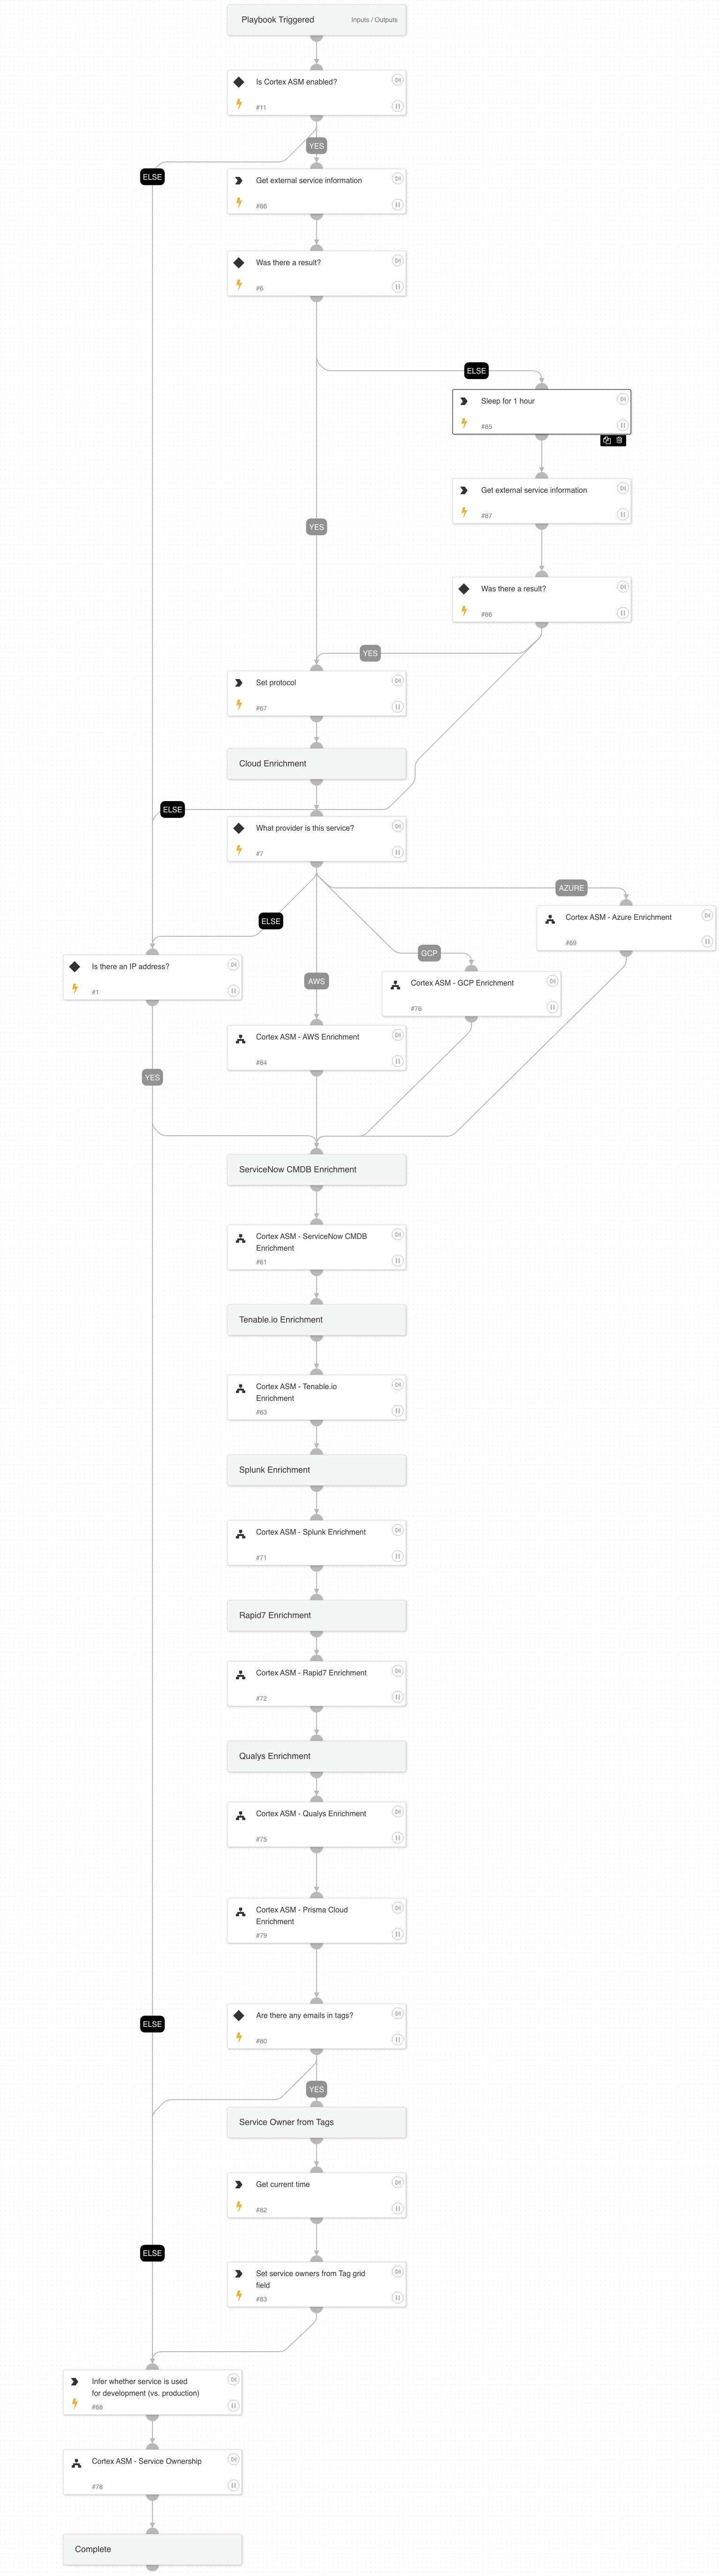 Playbook Triggered
Inputs / Outputs
Is Cortex ASM enabled?
#11
YES
ELSE
Get external service information
#66
Was there a result?
#6
ELSE
Sleep for 1 hour
#85
Get external service information
#87
YES
Was there a result?
#86
YES
Set protocol
#67
Cloud Enrichment
ELSE
What provider is this service?
#7
AZURE
ELSE
Cortex ASM - Azure Enrichment
#69
GCP
Is there an IP address?
#1
AWS
Cortex ASM - GCP Enrichment
#76
Cortex ASM - AWS Enrichment
#84
YES
ServiceNow CMDB Enrichment
Cortex ASM - ServiceNow CMDB
Enrichment
#61
Tenable.io Enrichment
Cortex ASM - Tenable.io
Enrichment
#63
Splunk Enrichment
Cortex ASM - Splunk Enrichment
#71
Rapid7 Enrichment
Cortex ASM - Rapid7 Enrichment
#72
Qualys Enrichment
Cortex ASM - Qualys Enrichment
#75
Cortex ASM - Prisma Cloud
Enrichment
#79
Are there any emails in tags?
#80
ELSE
YES
Service Owner from Tags
Get current time
#82
ELSE
Set service owners from Tag grid
field
#83
Infer whether service is used
for development (vs. production)
#68
Cortex ASM - Service Ownership
#78
Complete